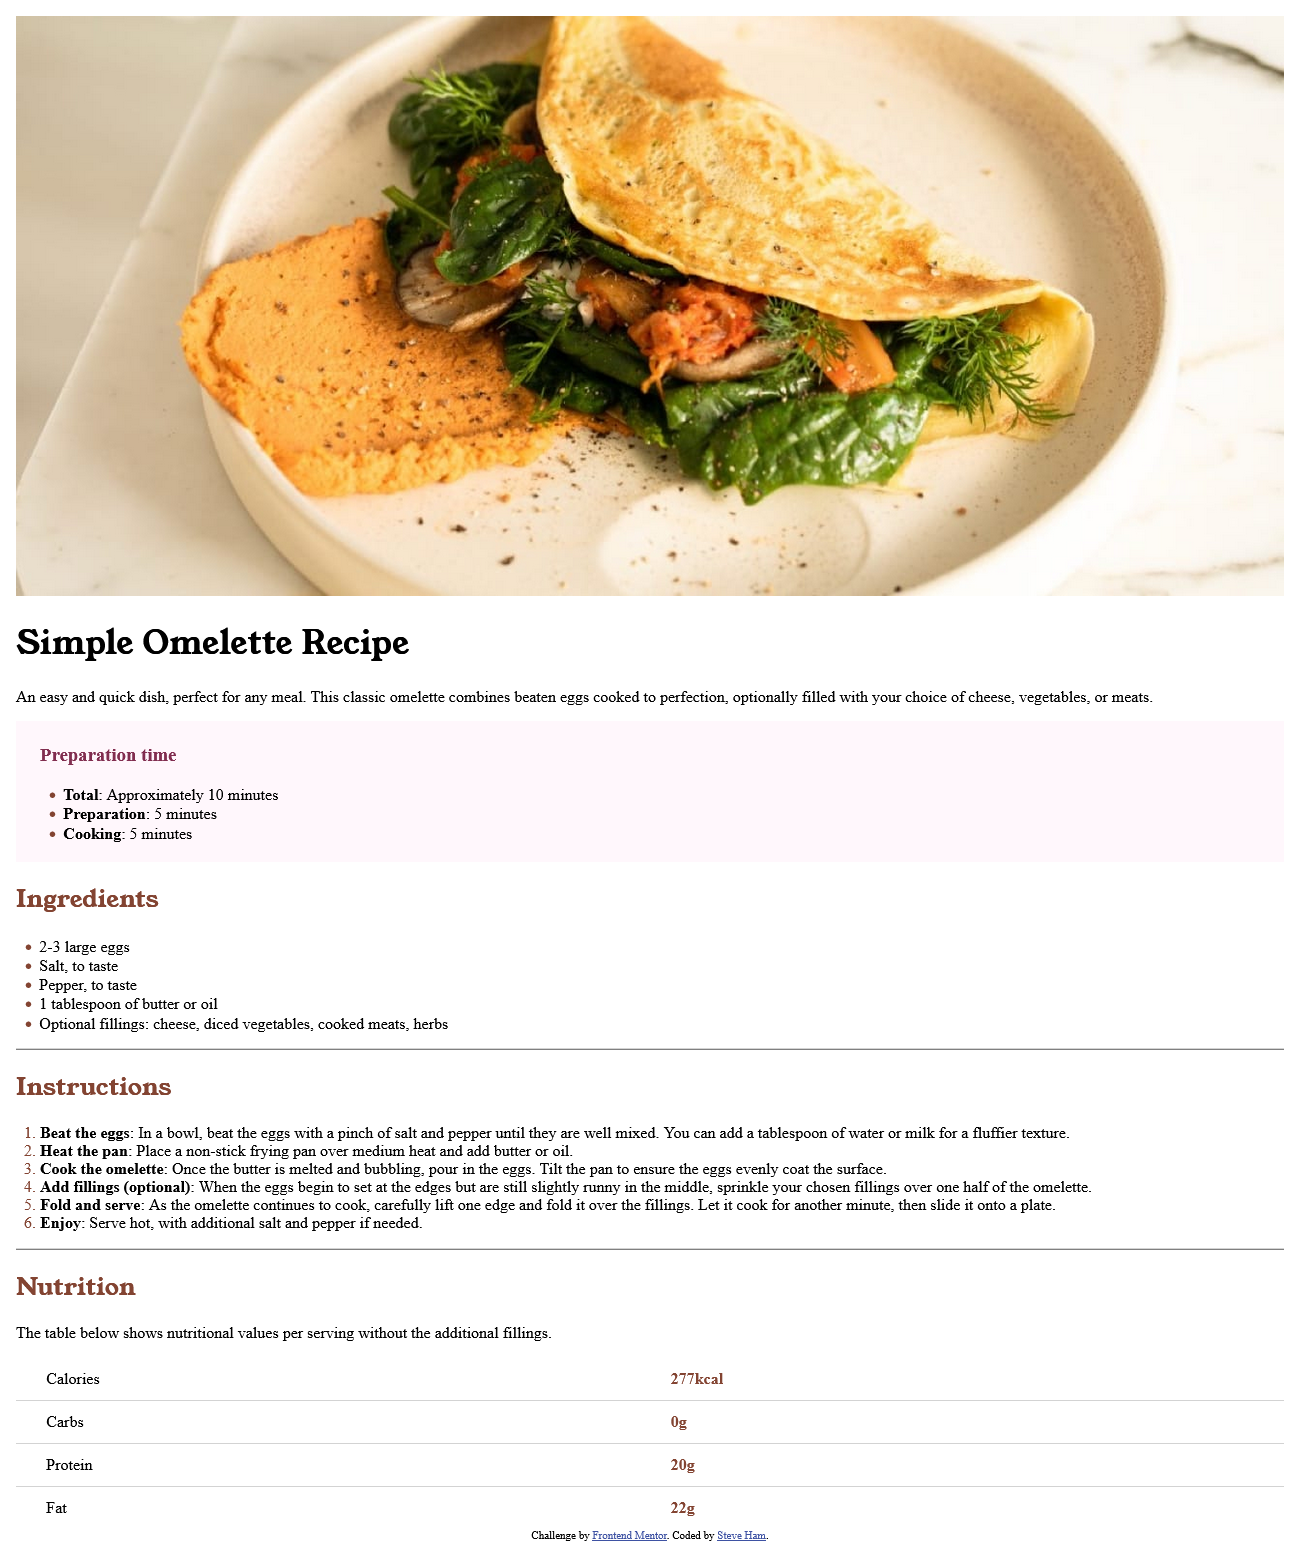 Simple Omelette Recipe
An easy and quick dish, perfect for any meal. This classic omelette combines beaten eggs cooked to perfection, optionally filled with your choice of cheese, vegetables, or meats.
Preparation time
• Total: Approximately 10 minutes
• Preparation: 5 minutes
• Cooking: 5 minutes
Ingredients
• 2-3 large eggs
• Salt, to taste
• Pepper, to taste
• 1 tablespoon of butter or oil
• Optional fillings: cheese, diced vegetables, cooked meats, herbs
Instructions
1. Beat the eggs: In a bowl, beat the eggs with a pinch of salt and pepper until they are well mixed. You can add a tablespoon of water or milk for a fluffier texture.
2. Heat the pan: Place a non-stick frying pan over medium heat and add butter or oil.
3. Cook the omelette: Once the butter is melted and bubbling, pour in the eggs. Tilt the pan to ensure the eggs evenly coat the surface.
4. Add fillings (optional): When the eggs begin to set at the edges but are still slightly runny in the middle, sprinkle your chosen fillings over one half of the omelette.
5. Fold and serve: As the omelette continues to cook, carefully lift one edge and fold it over the fillings. Let it cook for another minute, then slide it onto a plate.
6. Enjoy: Serve hot, with additional salt and pepper if needed.
Nutrition
The table below shows nutritional values per serving without the additional fillings.
Calories 277kcal
Carbs 0g
Protein 20g
Fat 22g
Challenge by Frontend Mentor. Coded by Steve Ham.